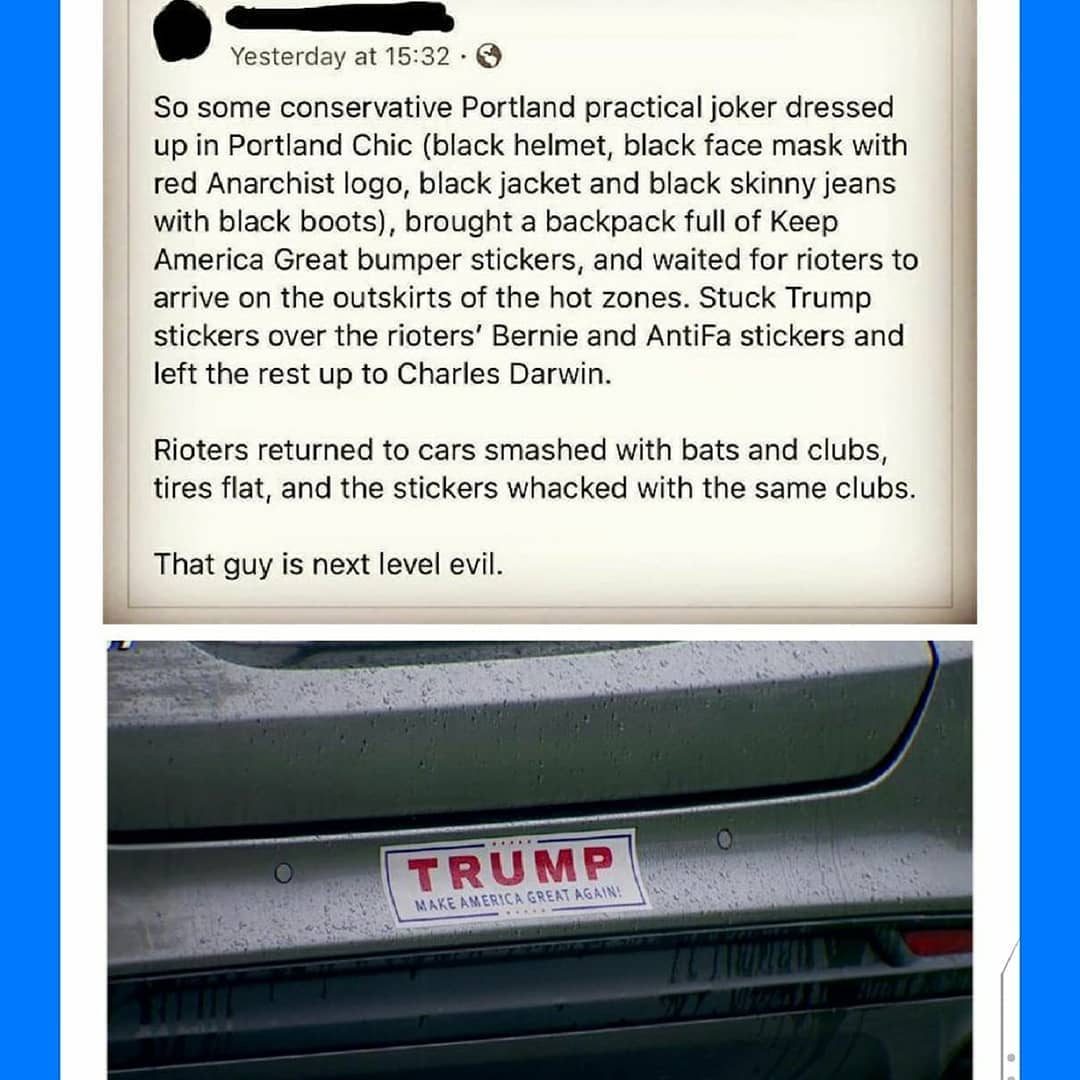 Yesterday at 15:32 ·
So some conservative Portland practical joker dressed
up in Portland Chic (black helmet, black face mask with
red Anarchist logo, black jacket and black skinny jeans
with black boots), brought a backpack full of Keep
America Great bumper stickers, and waited for rioters to
arrive on the outskirts of the hot zones. Stuck Trump
stickers over the rioters’ Bernie and AntiFa stickers and
left the rest up to Charles Darwin.
Rioters returned to cars smashed with bats and clubs,
tires flat, and the stickers whacked with the same clubs.
That guy is next level evil.
TRUMP
MAKE AMERICA GREAT AGAIN!